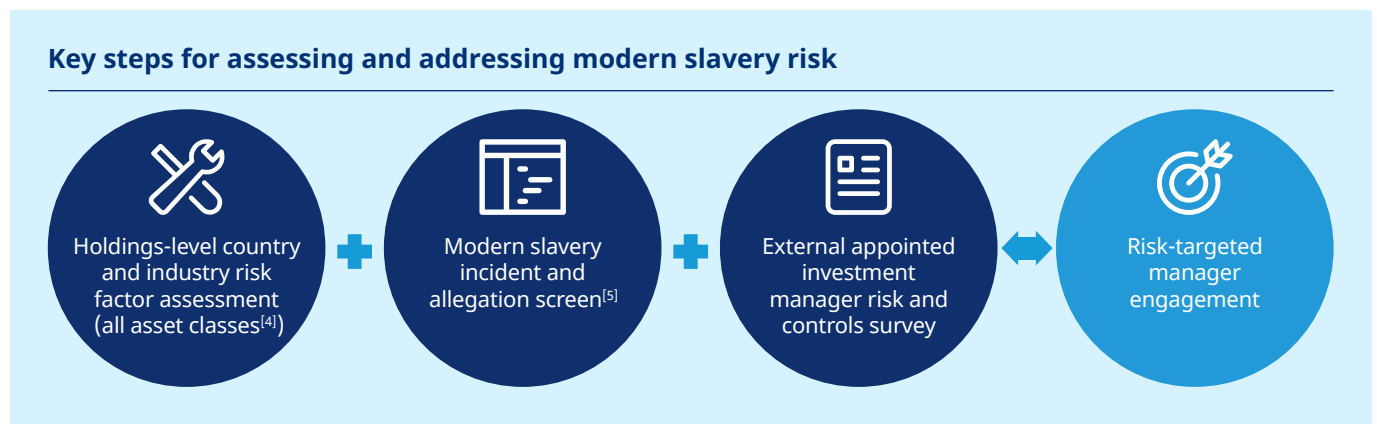 Key steps for assessing and addressing modern slavery risk
Holdings-level country
and industry risk
factor assessment
(all asset classes[4])
Modern slavery
incident and
allegation screen[5]
External appointed
investment
manager risk and
controls survey
Risk-targeted
manager
engagement